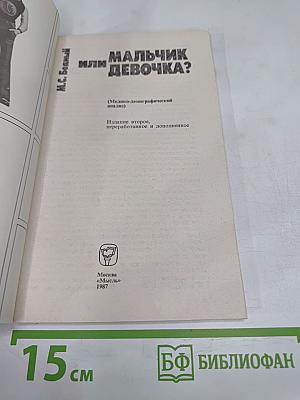 М.С. Бедный
МАЛЬЧИК
ИЛИ
ДЕВОЧКА?
(Медико-демографический
анализ)
Издание второе,
переработанное и дополненное
Москва
«Мысль»
1987
15 см
БФ БИБЛИОФАН